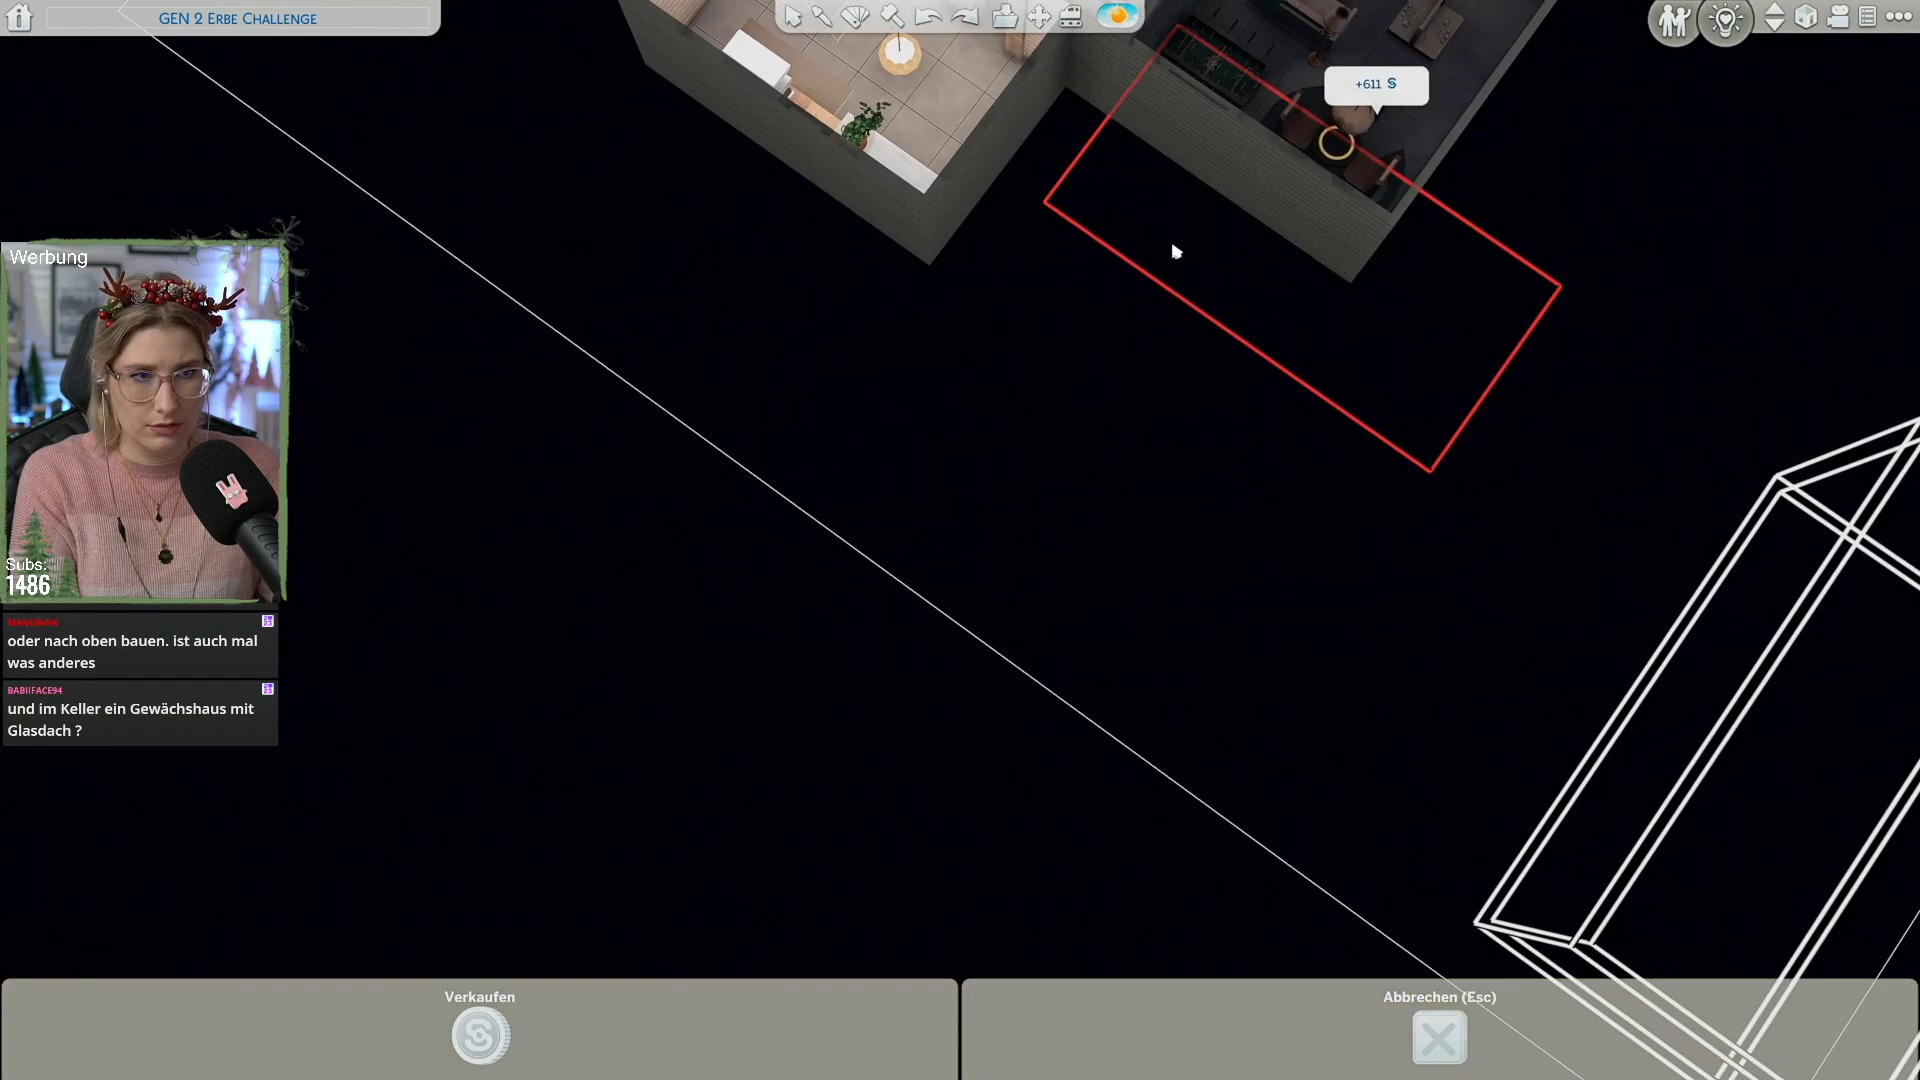 GEN 2 ERBE CHALLENGE
+611 S
Werbung
Subs:
1486
oder nach oben bauen. ist auch mal
was anderes
BABIIFACE94
und im Keller ein Gewächshaus mit
Glasdach ?
Verkaufen
Abbrechen (Esc)